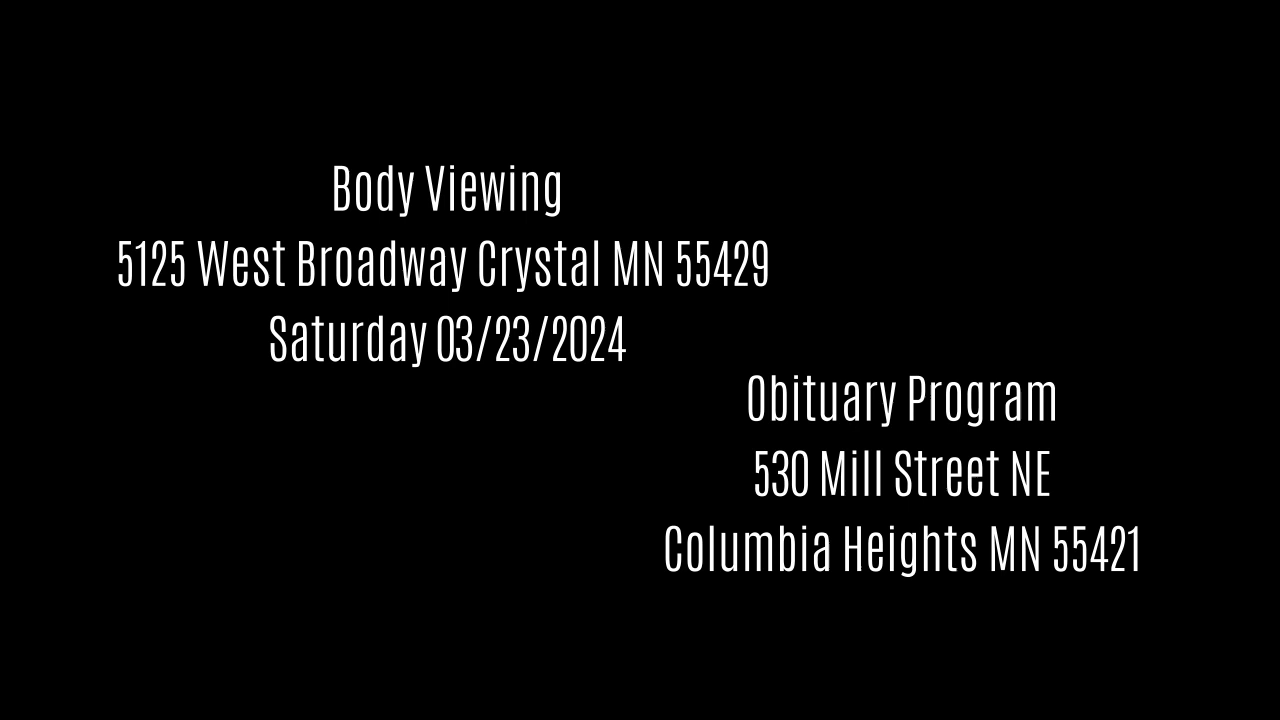 Body Viewing
5125 West Broadway Crystal MN 55429
Saturday 03/23/2024
Obituary Program
530 Mill Street NE
Columbia Heights MN 55421